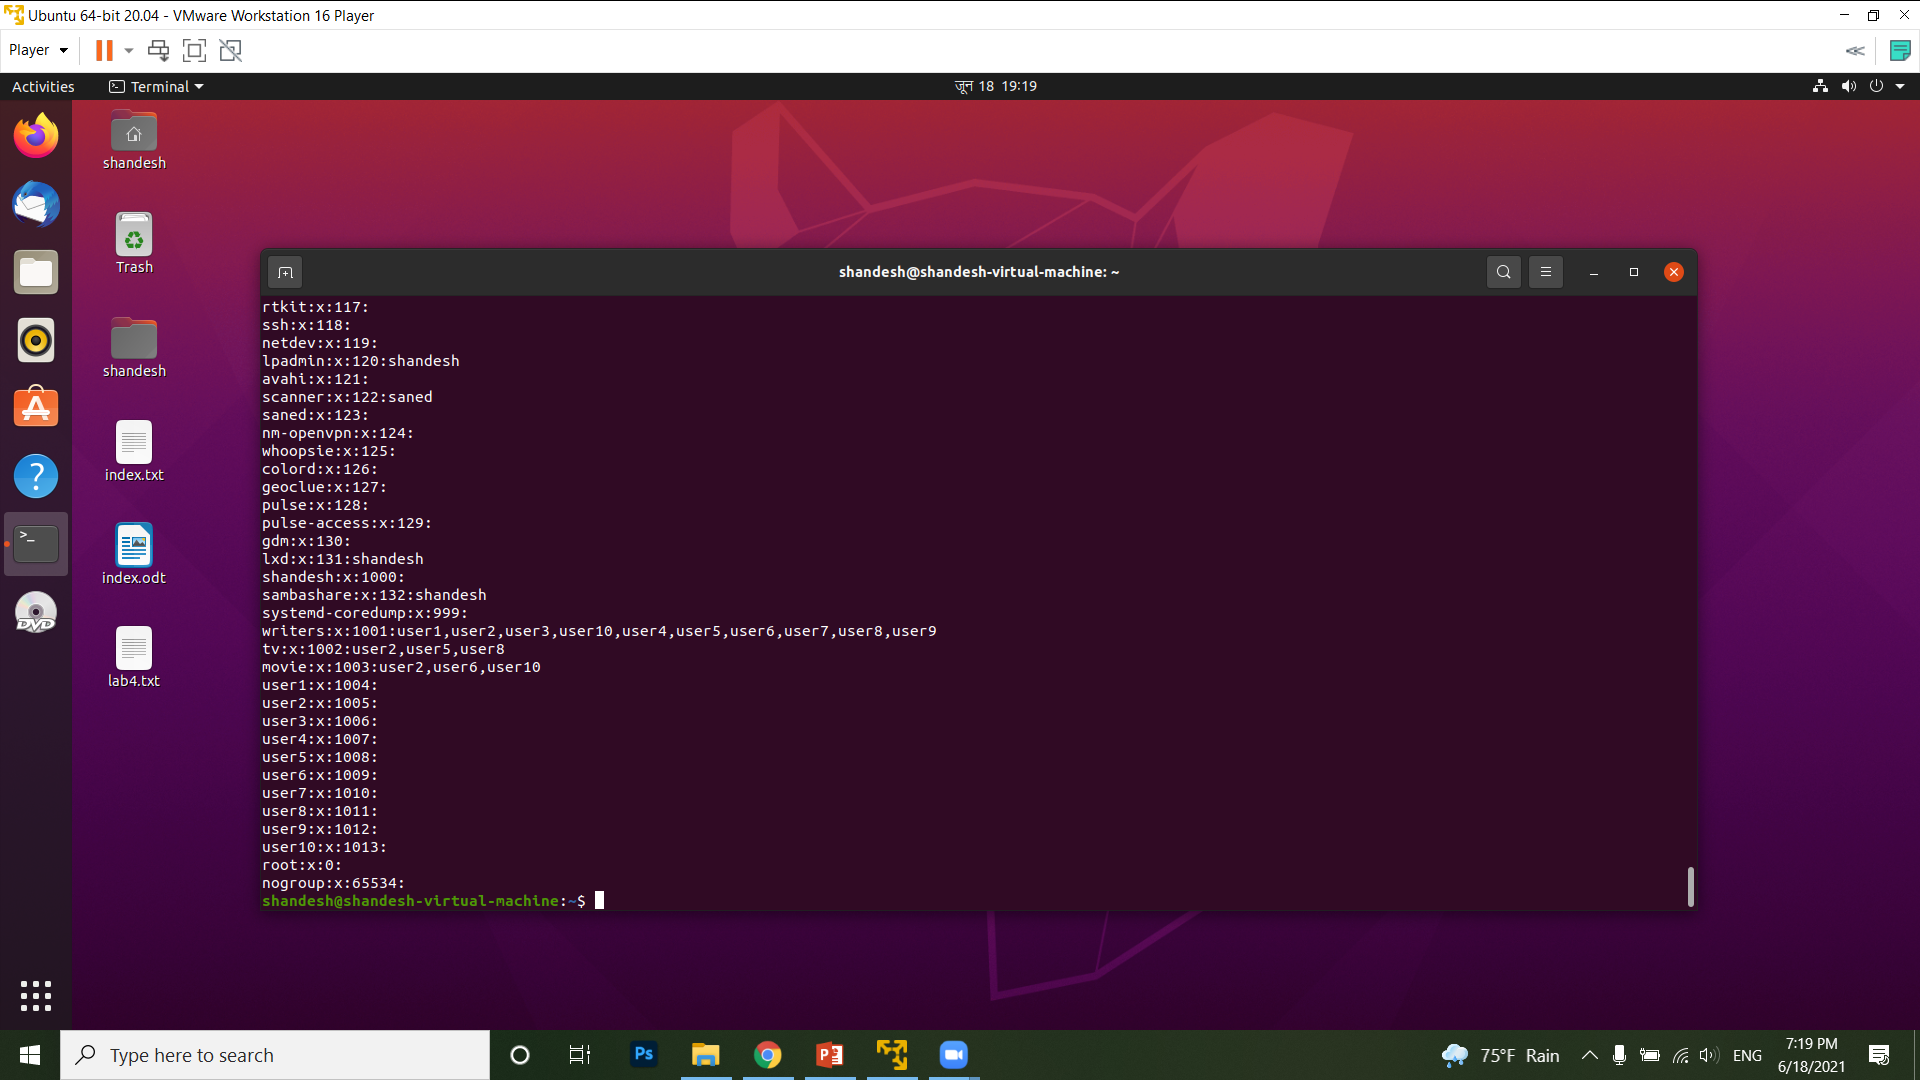 Ubuntu 64-bit 20.04 - VMware Workstation 16 Player
Player
Activities
Terminal
जून 18 19:19
shandesh
Trash
shandesh
index.txt
index.odt
lab4.txt
DVD
shandesh@shandesh-virtual-machine: ~
rtkit:x:117:
ssh:x:118:
netdev:x:119:
lpadmin:x:120:shandesh
avahi:x:121:
scanner:x:122:saned
saned:x:123:
nm-openvpn:x:124:
whoopsie:x:125:
colord:x:126:
geoclue:x:127:
pulse:x:128:
pulse-access:x:129:
gdm:x:130:
lxd:x:131:shandesh
shandesh:x:1000:
sambashare:x:132:shandesh
systemd-coredump:x:999:
writers:x:1001:user1,user2,user3,user10,user4,user5,user6,user7,user8,user9
tv:x:1002:user2,user5,user8
movie:x:1003:user2,user6,user10
user1:x:1004:
user2:x:1005:
user3:x:1006:
user4:x:1007:
user5:x:1008:
user6:x:1009:
user7:x:1010:
user8:x:1011:
user9:x:1012:
user10:x:1013:
root:x:0:
nogroup:x:65534:
shandesh@shandesh-virtual-machine:~$
Type here to search
Ps
75°F Rain
ENG
7:19 PM
6/18/2021